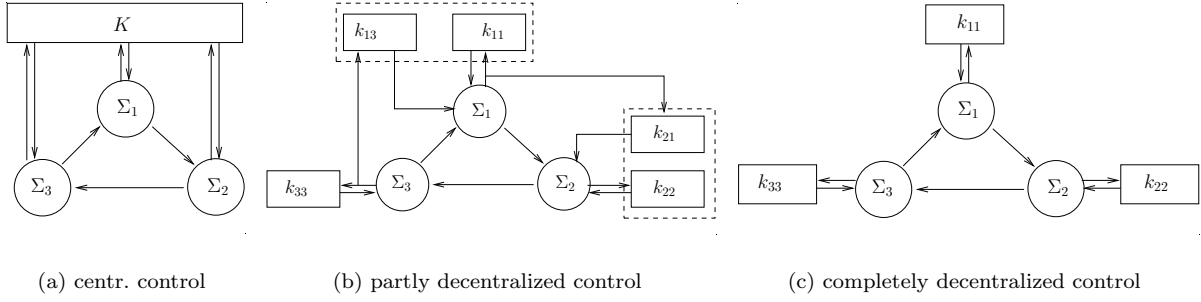 K
Σ₁
Σ₃
Σ₂
(a) centr. control
k₁₃
k₁₁
Σ₁
k₂₁
k₃₃
Σ₃
Σ₂
k₂₂
(b) partly decentralized control
k₁₁
Σ₁
k₃₃
Σ₃
Σ₂
k₂₂
(c) completely decentralized control